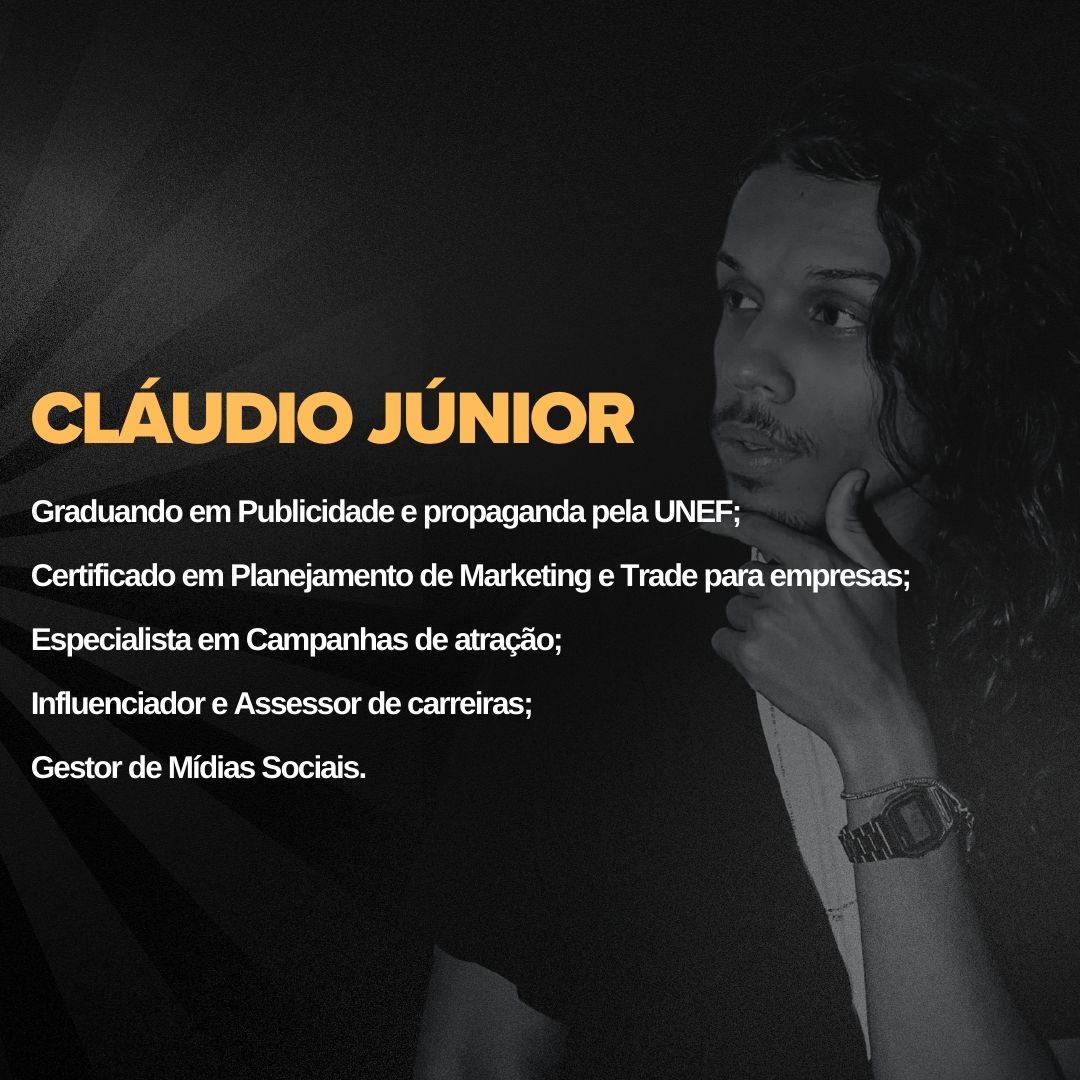 CLÁUDIO JÚNIOR
Graduando em Publicidade e propaganda pela UNEF;
Certificado em Planejamento de Marketing e Trade para empresas;
Especialista em Campanhas de atração;
Influenciador e Assessor de carreiras;
Gestor de Mídias Sociais.